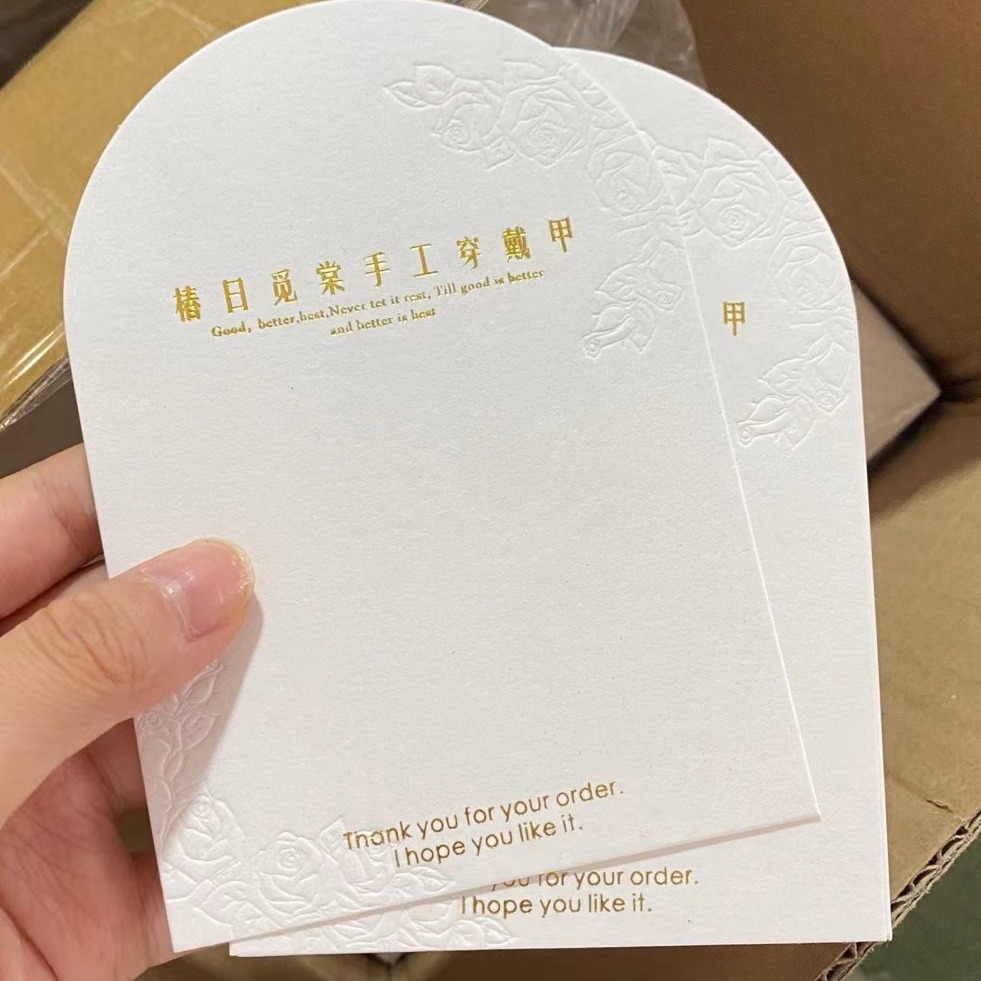 椿日觅棠手工穿戴甲
Good, better,best,Never let it rest, Till good is better
and better is best
Thank you for your order.
I hope you like it.
甲
you for your order.
I hope you like it.